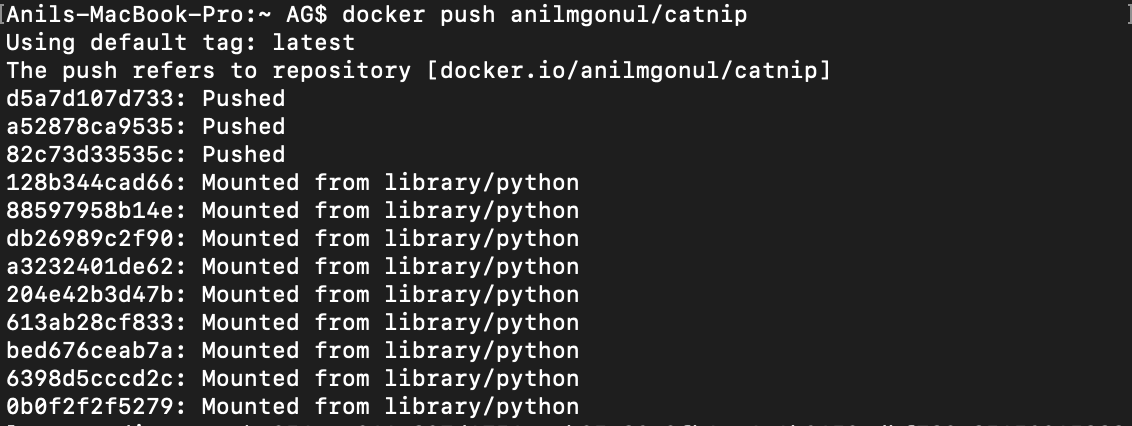 [Anils-MacBook-Pro:~ AG$ docker push anilmgonul/catnip ]
Using default tag: latest
The push refers to repository [docker.io/anilmgonul/catnip]
d5a7d107d733: Pushed
a52878ca9535: Pushed
82c73d33535c: Pushed
128b344cad66: Mounted from library/python
88597958b14e: Mounted from library/python
db26989c2f90: Mounted from library/python
a3232401de62: Mounted from library/python
204e42b3d47b: Mounted from library/python
613ab28cf833: Mounted from library/python
bed676ceab7a: Mounted from library/python
6398d5cccd2c: Mounted from library/python
0b0f2f2f5279: Mounted from library/python